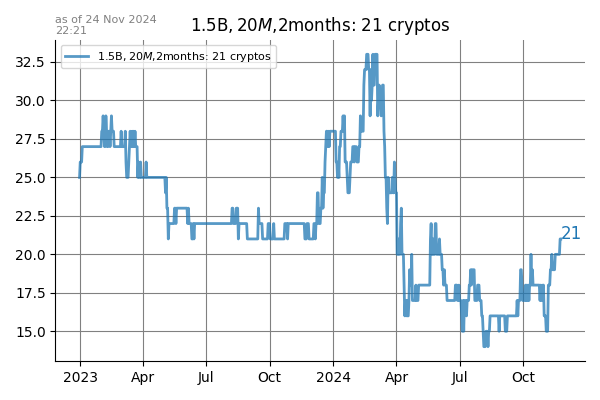 as of 24 Nov 2024
22:21
1.5B, 20M,2months: 21 cryptos
1.5B, 20M,2months: 21 cryptos
32.5
30.0
27.5
25.0
22.5
20.0
17.5
15.0
21
2023 Apr Jul Oct 2024 Apr Jul Oct